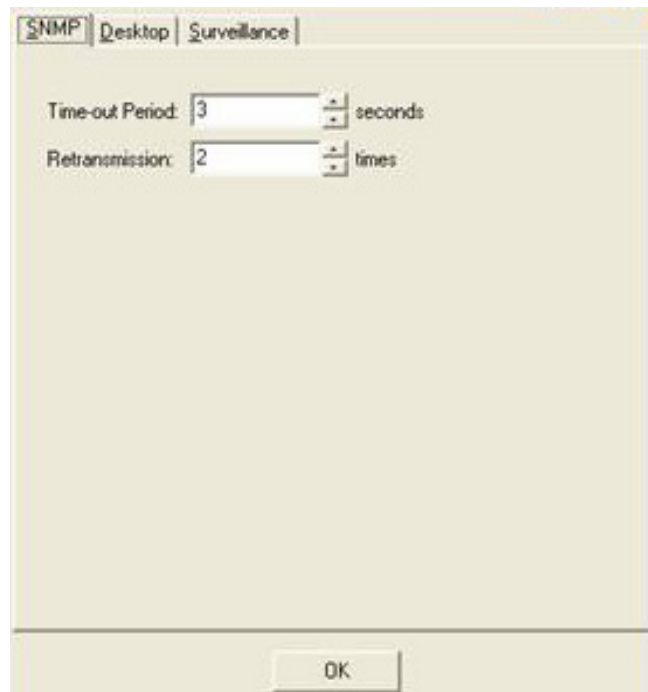 SNMP Desktop Surveillance
Time-out Period: 3 seconds
Retransmission: 2 times
OK